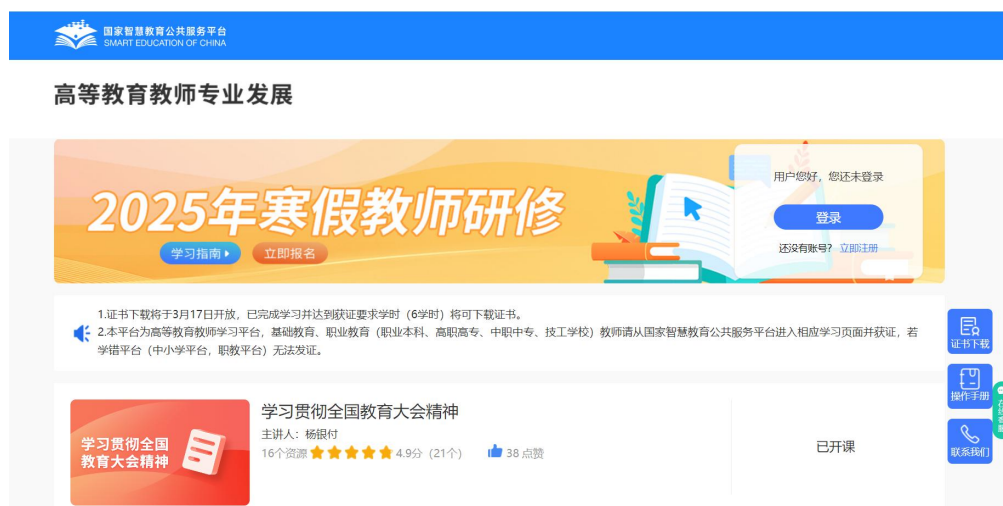 国家智慧教育公共服务平台
SMART EDUCATION OF CHINA
高等教育教师专业发展
2025年寒假教师研修
学习指南
立即报名
用户您好，您还未登录
登录
还没有账号？ 立即注册
1.证书下载将于3月17日开放，已完成学习并达到获证要求学时（6学时）将可下载证书。
2.本平台为高等教育教师学习平台，基础教育、职业教育（职业本科、高职高专、中职中专、技工学校）教师请从国家智慧教育公共服务平台进入相应学习页面并获证，若
学错平台（中小学平台，职教平台）无法发证。
证书下载
操作手册
在线客服
联系我们
学习贯彻全国
教育大会精神
学习贯彻全国教育大会精神
主讲人：杨银付
16个资源 4.9分（21个） 38 点赞
已开课